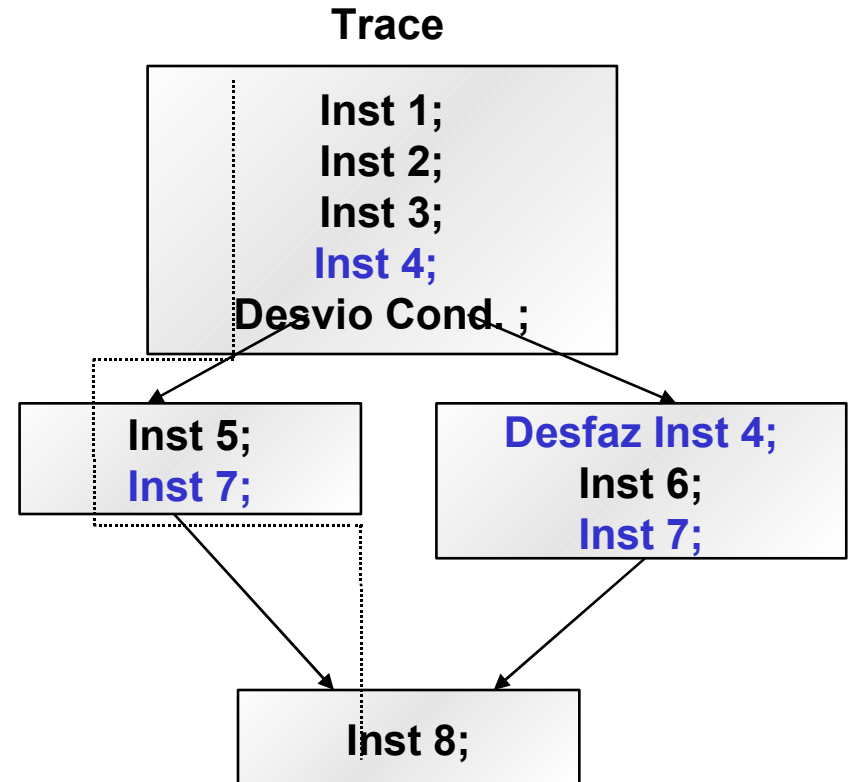 Trace
Inst 1;
Inst 2;
Inst 3;
Inst 4;
Desvio Cond. ;
Inst 5;
Inst 7;
Desfaz Inst 4;
Inst 6;
Inst 7;
Inst 8;